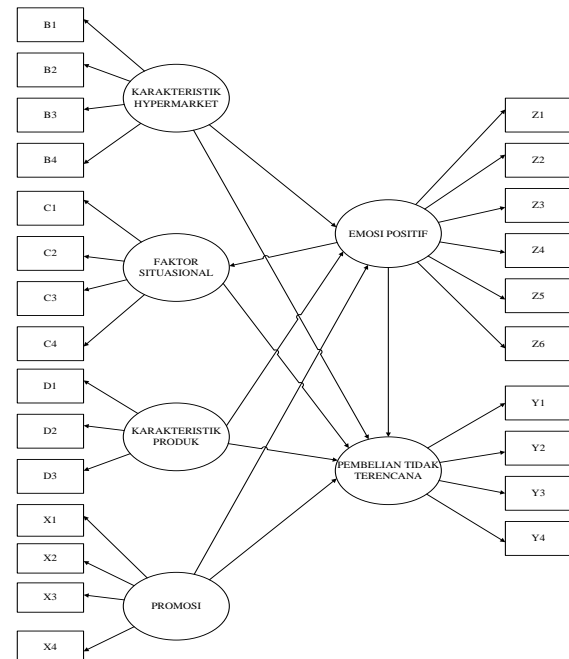 B1
B2
B3
B4
KARAKTERISTIK
HYPERMARKET
C1
C2
C3
C4
FAKTOR
SITUASIONAL
D1
D2
D3
KARAKTERISTIK
PRODUK
X1
X2
X3
X4
PROMOSI
EMOSI POSITIF
Z1
Z2
Z3
Z4
Z5
Z6
PEMBELIAN TIDAK
TERENCANA
Y1
Y2
Y3
Y4